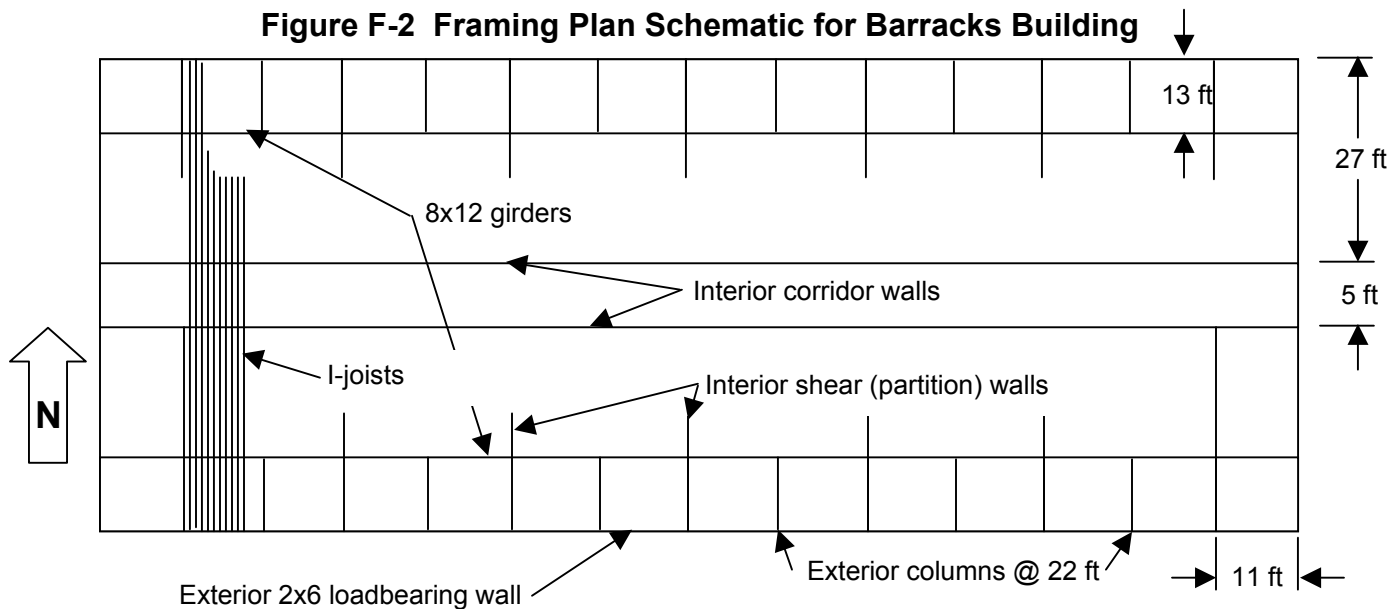 Figure F-2 Framing Plan Schematic for Barracks Building
13 ft
27 ft
8x12 girders
Interior corridor walls
5 ft
I-joists
Interior shear (partition) walls
N
Exterior columns @ 22 ft
11 ft
Exterior 2x6 loadbearing wall